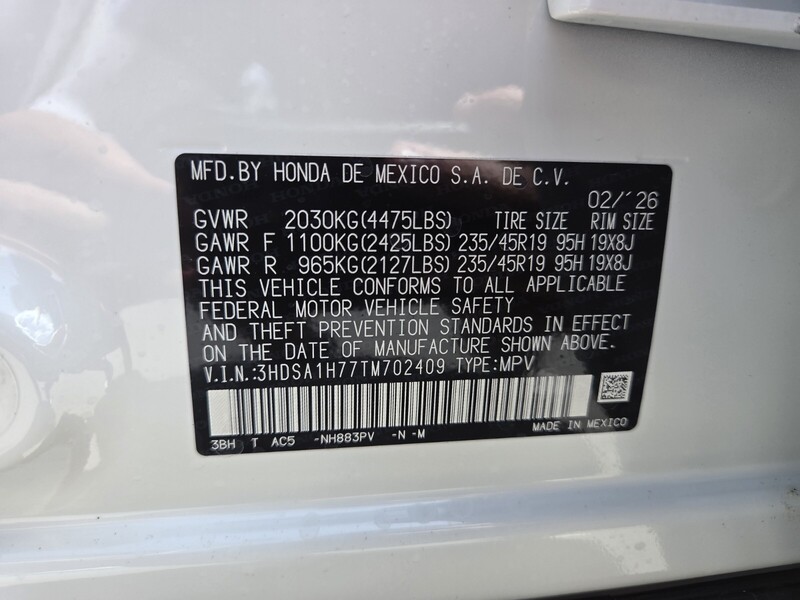 MFD.BY HONDA DE MEXICO S.A. DE C.V.
02/'26
GVWR 2030KG(4475LBS) TIRE SIZE RIM SIZE
GAWR F 1100KG(2425LBS) 235/45R19 95H 19X8J
GAWR R 965KG(2127LBS) 235/45R19 95H 19X8J
THIS VEHICLE CONFORMS TO ALL APPLICABLE
FEDERAL MOTOR VEHICLE SAFETY
AND THEFT PREVENTION STANDARDS IN EFFECT
ON THE DATE OF MANUFACTURE SHOWN ABOVE.
V.I.N.:3HDSA1H77TM702409 TYPE:MPV
3BH T AC5 -NH883PV -N -M
MADE IN MEXICO